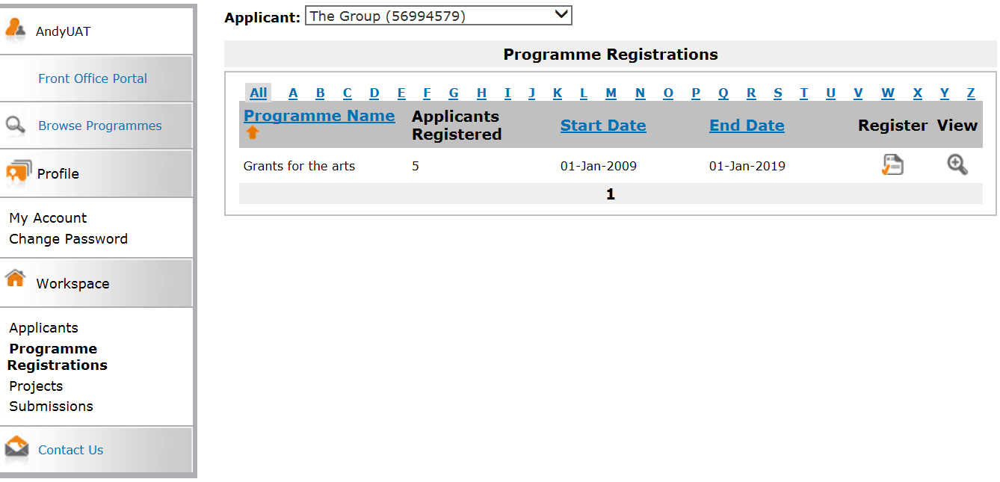 AndyUAT
Front Office Portal
Browse Programmes
Profile
My Account
Change Password
Workspace
Applicants
Programme
Registrations
Projects
Submissions
Contact Us
Applicant: The Group (56994579)
Programme Registrations
All A B C D E F G H I J K L M N O P Q R S T U V W X Y Z
Programme Name Applicants Registered Start Date End Date Register View
Grants for the arts 5 01-Jan-2009 01-Jan-2019
1